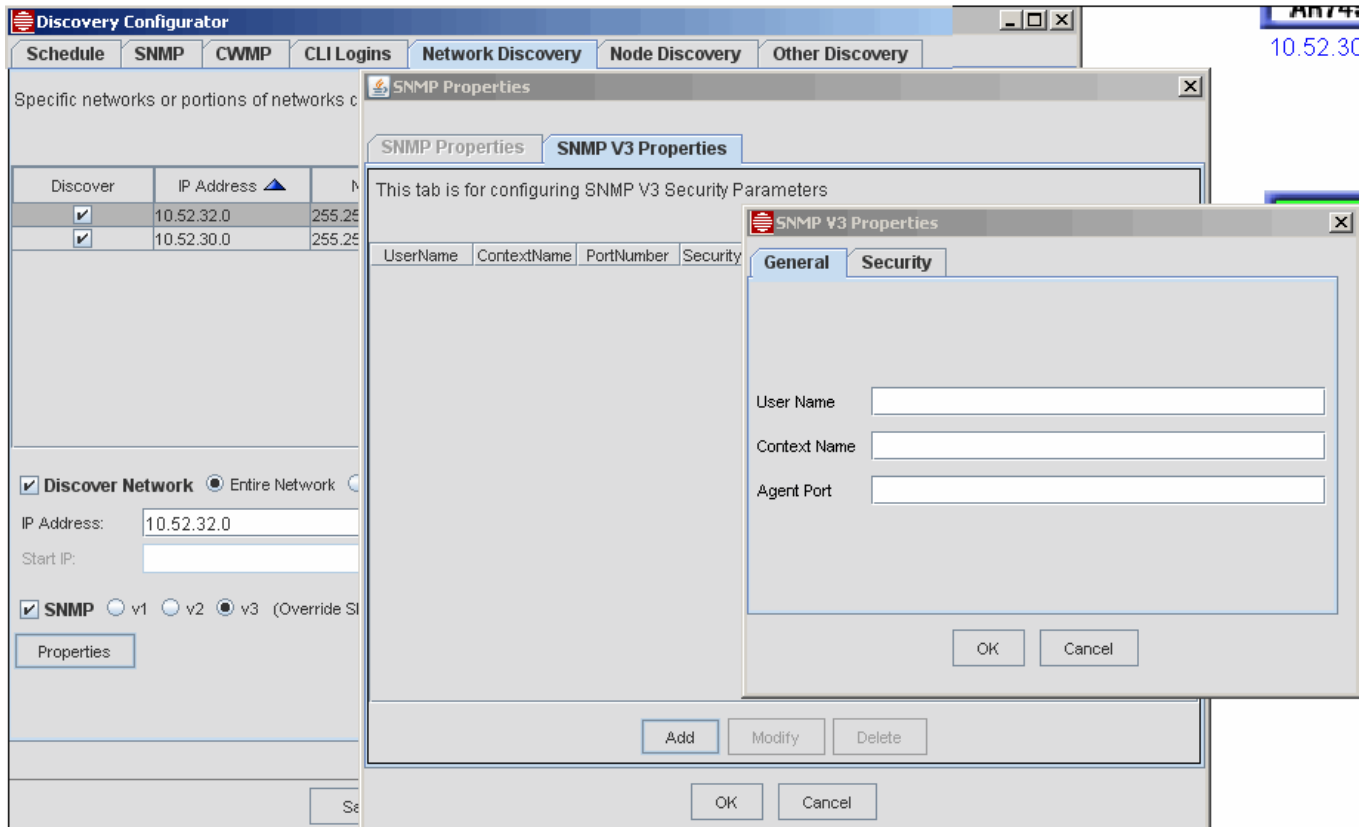 Discovery Configurator
Schedule SNMP CWMP CLI Logins Network Discovery Node Discovery Other Discovery
Specific networks or portions of networks
Discover IP Address
10.52.32.0
10.52.30.0
Discover Network Entire Network
IP Address: 10.52.32.0
Start IP:
SNMP v1 v2 v3 (Override
Properties
SNMP Properties
SNMP Properties SNMP V3 Properties
This tab is for configuring SNMP V3 Security Parameters
UserName ContextName PortNumber Security
Add Modify Delete
OK Cancel
SNMP V3 Properties
General Security
User Name
Context Name
Agent Port
OK Cancel
10.52.30